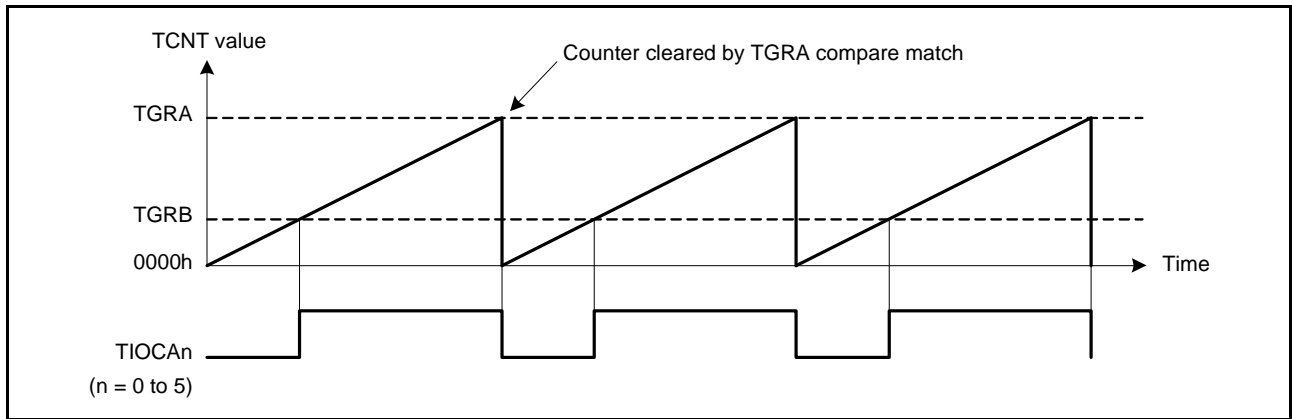 TCNT value
Counter cleared by TGRA compare match
TGRA
TGRB
0000h
Time
TIOCAn
(n = 0 to 5)